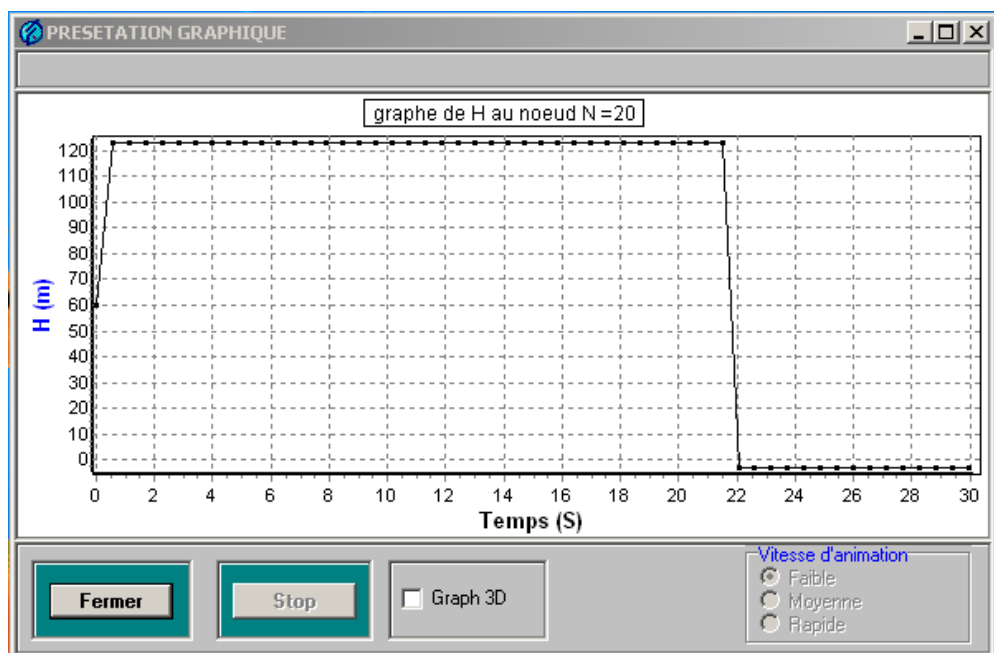 PRESETATION GRAPHIQUE
graphe de H au noeud N =20
120
110
100
90
80
70
60
50
40
30
20
10
0
H (m)
0 2 4 6 8 10 12 14 16 18 20 22 24 26 28 30
Temps (S)
Fermer
Stop
Graph 3D
Vitesse d'animation
Faible
Moyenne
Rapide